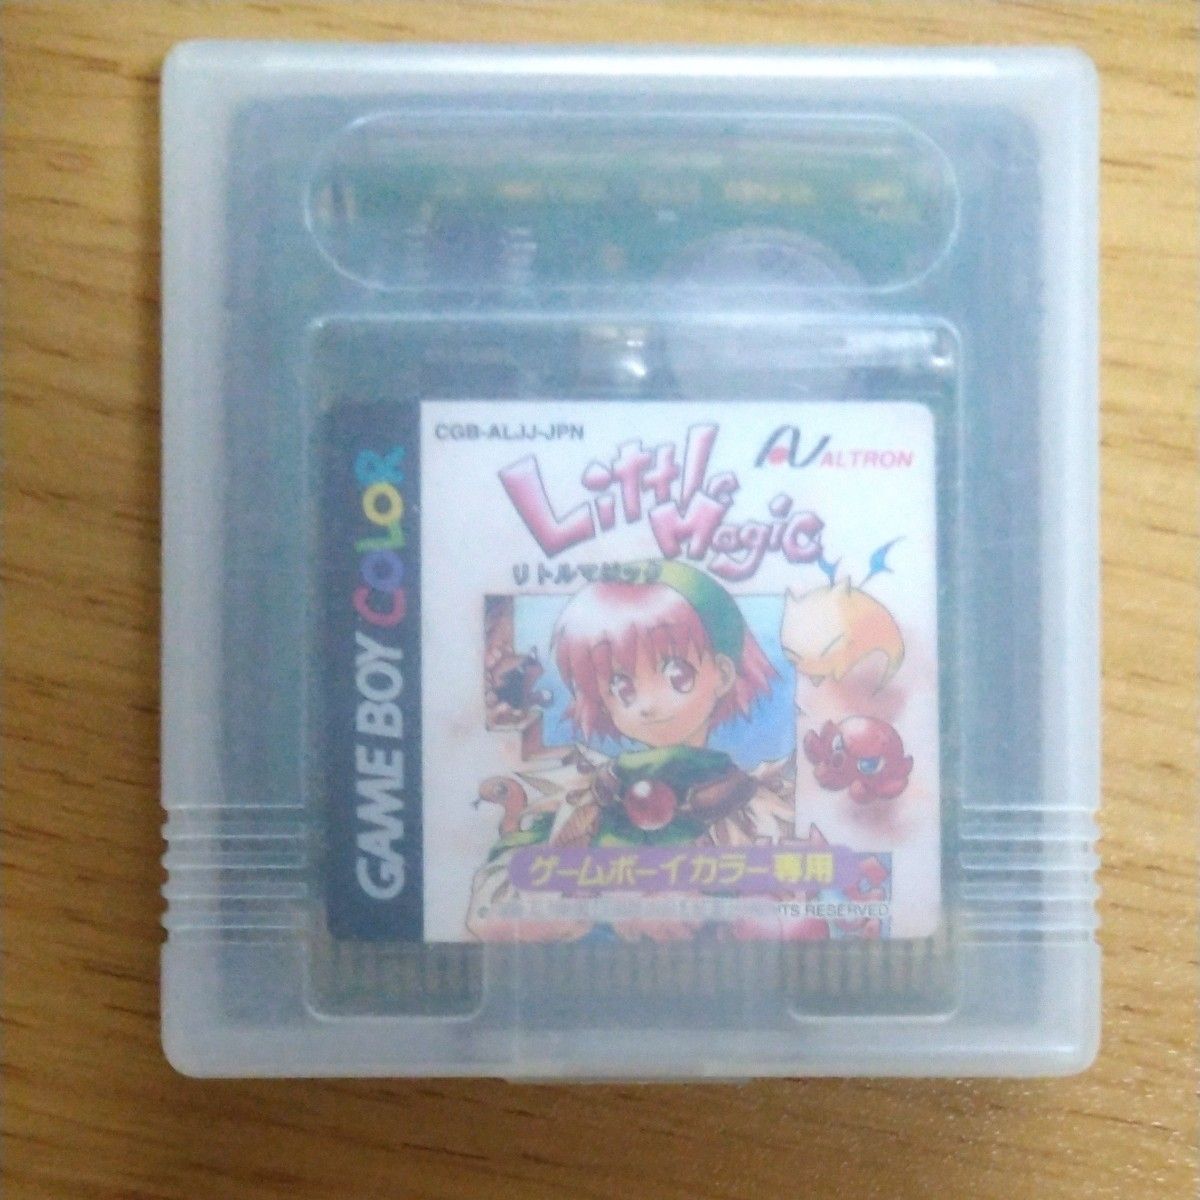 GAME BOY COLOR
CGB-ALJJ-JPN
ALTRON
Little
Magic
リトルマジック
ゲームボーイカラー専用
RESERVED